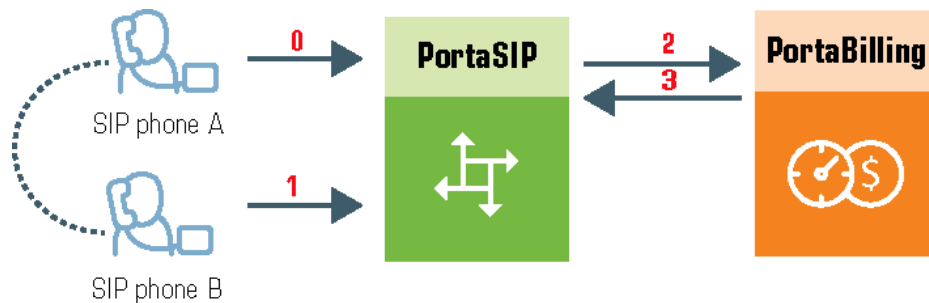 0
PortaSIP
2
PortaBilling
3
SIP phone A
1
$
SIP phone B